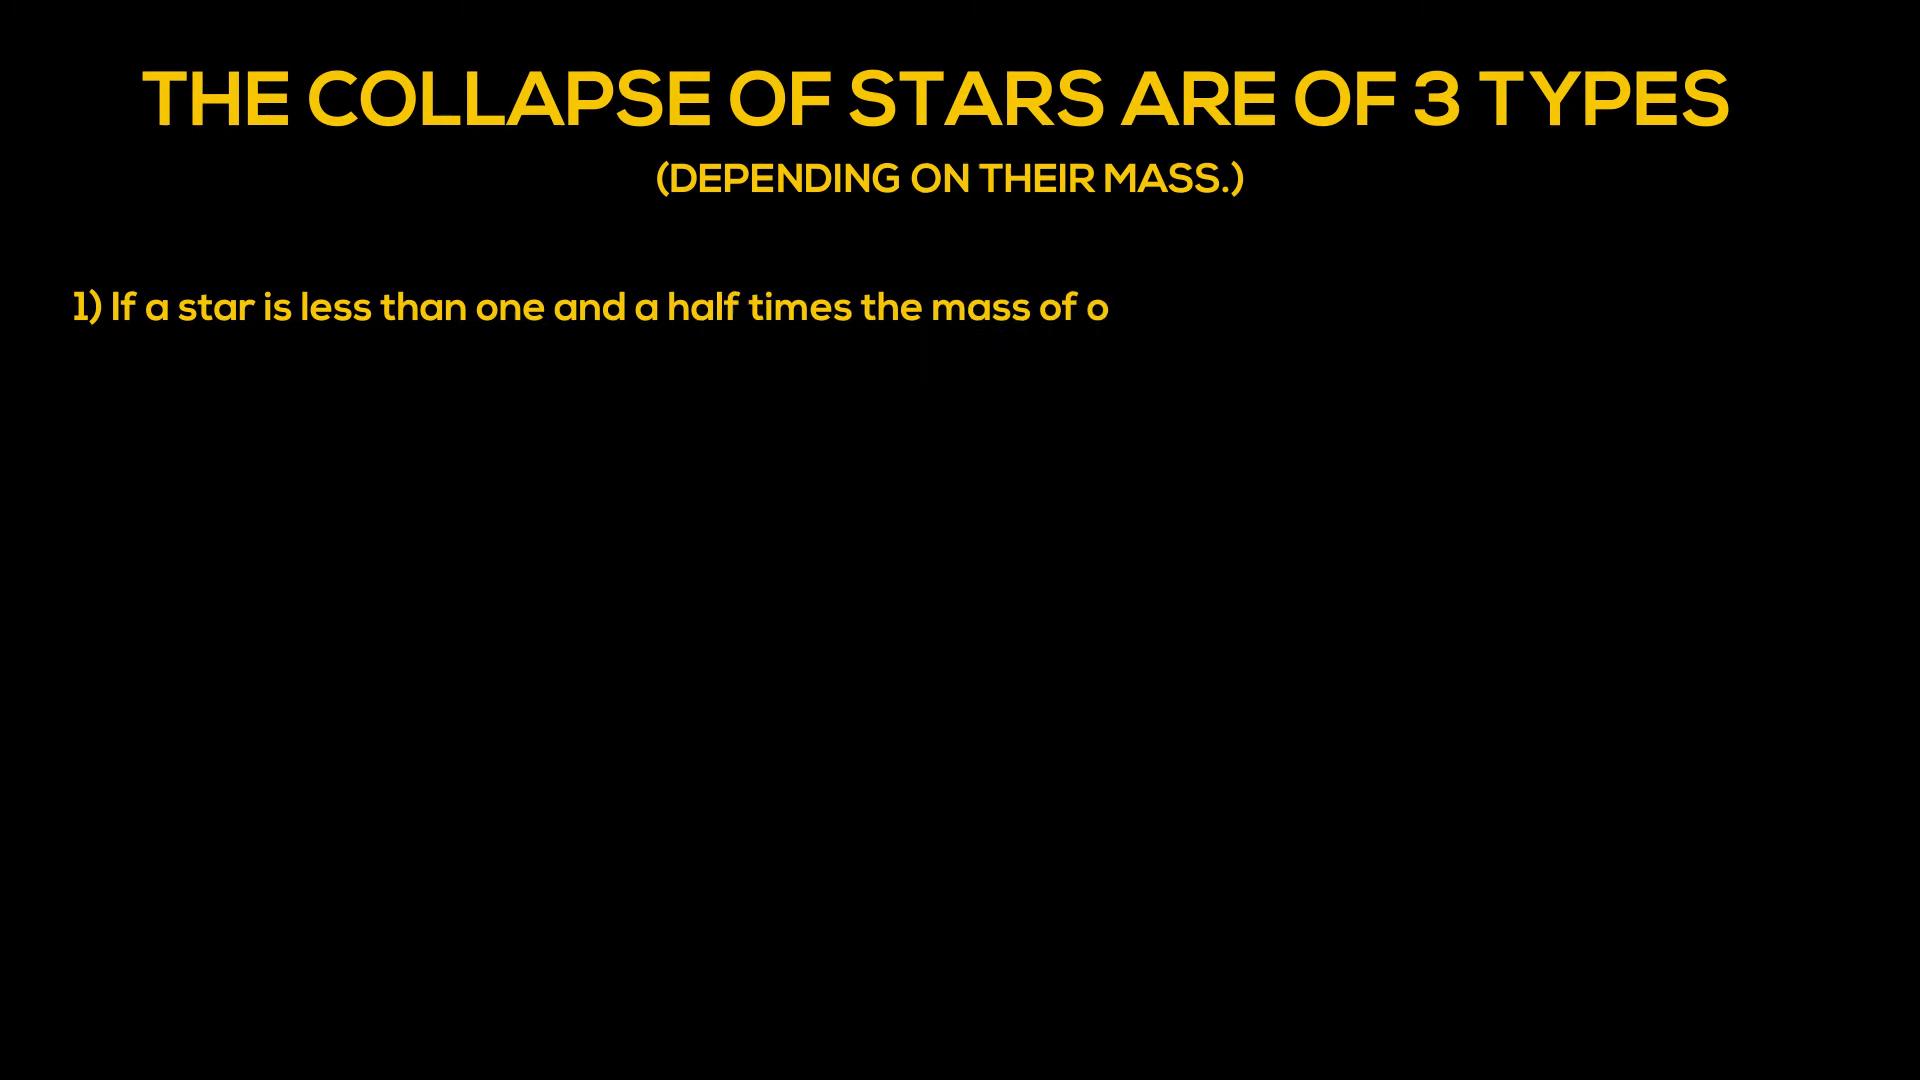 THE COLLAPSE OF STARS ARE OF 3 TYPES
(DEPENDING ON THEIR MASS.)
1) If a star is less than one and a half times the mass of o